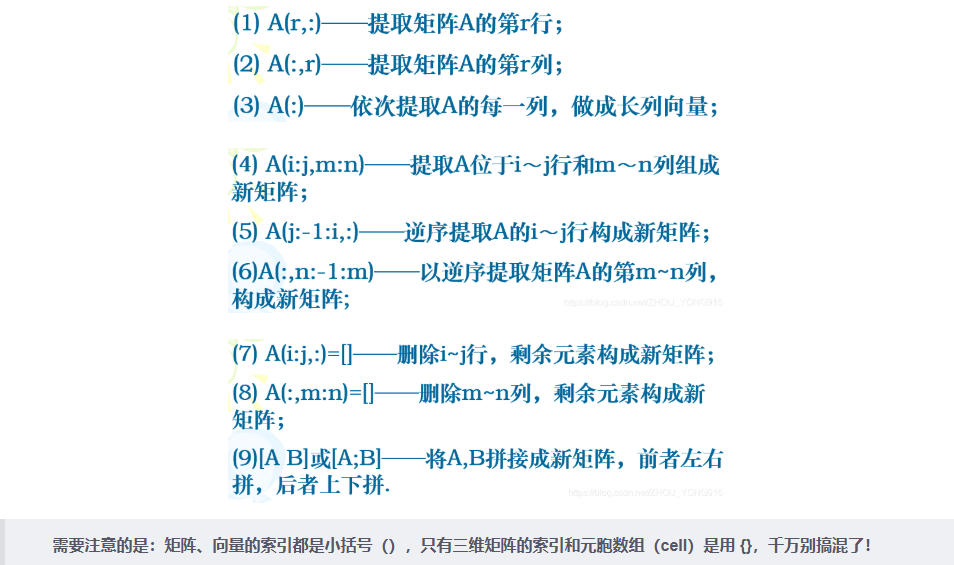 (1) A(r,:)——提取矩阵A的第r行；
(2) A(:,r)——提取矩阵A的第r列；
(3) A(:)——依次提取A的每一列，做成长列向量；
(4) A(i:j,m:n)——提取A位于i～j行和m～n列组成
新矩阵；
(5) A(j:-1:i,:)——逆序提取A的i～j行构成新矩阵；
(6)A(:,n:-1:m)——以逆序提取矩阵A的第m~n列，
构成新矩阵;
https://blog.csdn.net/ZHOU_YONG915
(7) A(i:j,:)=[]——删除i~j行，剩余元素构成新矩阵；
(8) A(:,m:n)=[]——删除m~n列，剩余元素构成新
矩阵；
(9)[A B]或[A;B]——将A,B拼接成新矩阵，前者左右
拼，后者上下拼.
https://blog.csdn.net/ZHOU_YONG915
需要注意的是：矩阵、向量的索引都是小括号（），只有三维矩阵的索引和元胞数组（cell）是用 {}，千万别搞混了！